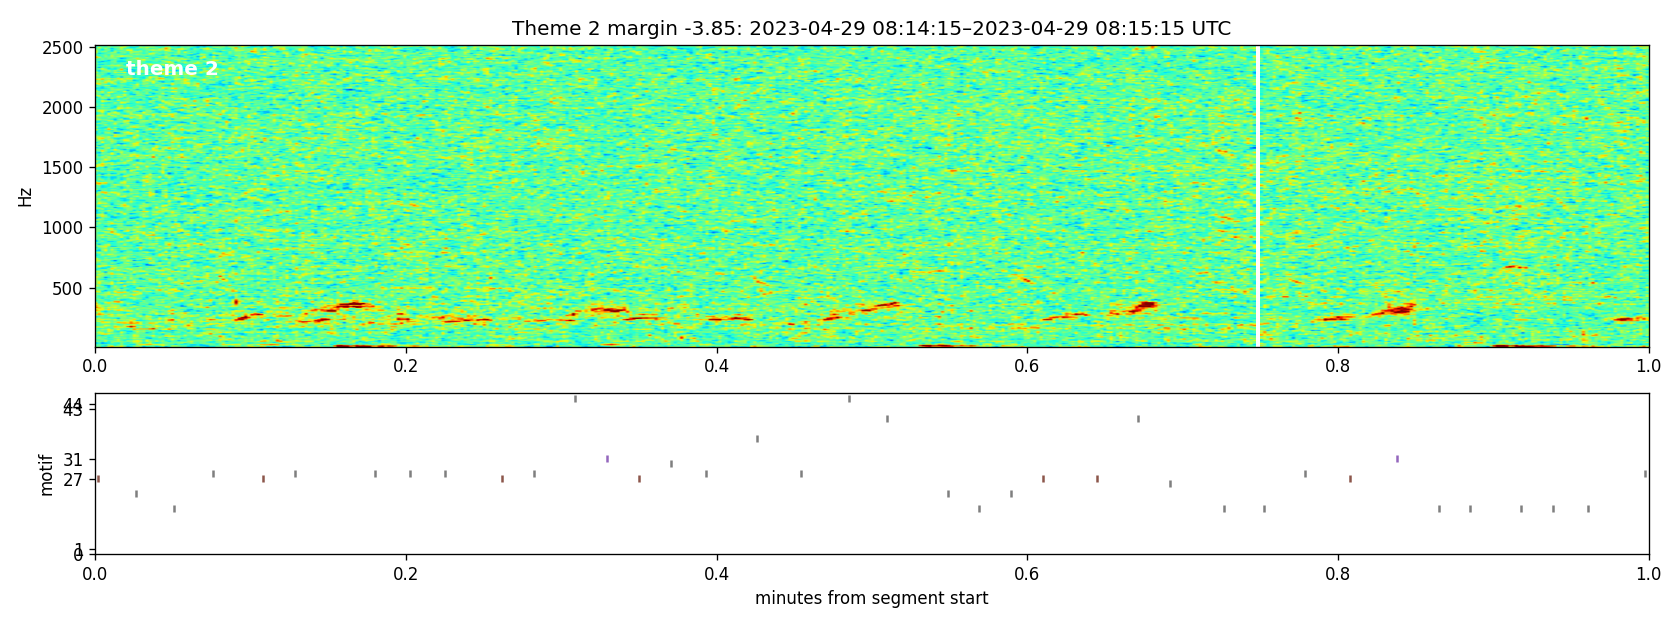 Theme 2 margin -3.85: 2023-04-29 08:14:15–2023-04-29 08:15:15 UTC
theme 2
Hz
2500
2000
1500
1000
500
0.0 0.2 0.4 0.6 0.8 1.0
motif
44
43
31
27
1
0
0.0 0.2 0.4 0.6 0.8 1.0
minutes from segment start